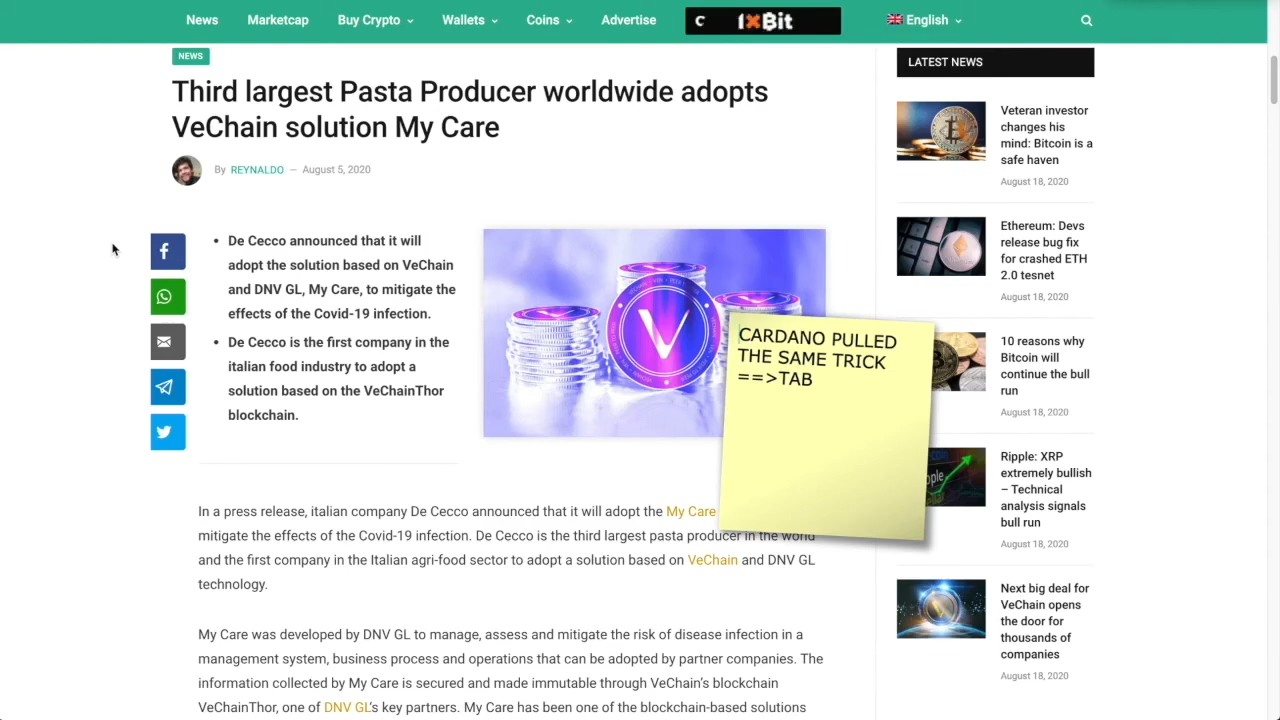 News
Marketcap
Buy Crypto
Wallets
Coins
Advertise
1xBit
English
NEWS
Third largest Pasta Producer worldwide adopts
VeChain solution My Care
By REYNALDO — August 5, 2020
• De Cecco announced that it will
adopt the solution based on VeChain
and DNV GL, My Care, to mitigate the
effects of the Covid-19 infection.
• De Cecco is the first company in the
italian food industry to adopt a
solution based on the VeChainThor
blockchain.
CARDANO PULLED
THE SAME TRICK
==>TAB
In a press release, italian company De Cecco announced that it will adopt the My Care
mitigate the effects of the Covid-19 infection. De Cecco is the third largest pasta producer in the world
and the first company in the Italian agri-food sector to adopt a solution based on VeChain and DNV GL
technology.
My Care was developed by DNV GL to manage, assess and mitigate the risk of disease infection in a
management system, business process and operations that can be adopted by partner companies. The
information collected by My Care is secured and made immutable through VeChain's blockchain
VeChainThor, one of DNV GL's key partners. My Care has been one of the blockchain-based solutions
LATEST NEWS
Veteran investor
changes his
mind: Bitcoin is a
safe haven
August 18, 2020
Ethereum: Devs
release bug fix
for crashed ETH
2.0 tesnet
August 18, 2020
10 reasons why
Bitcoin will
continue the bull
run
August 18, 2020
Ripple: XRP
extremely bullish
– Technical
analysis signals
bull run
August 18, 2020
Next big deal for
VeChain opens
the door for
thousands of
companies
August 18, 2020